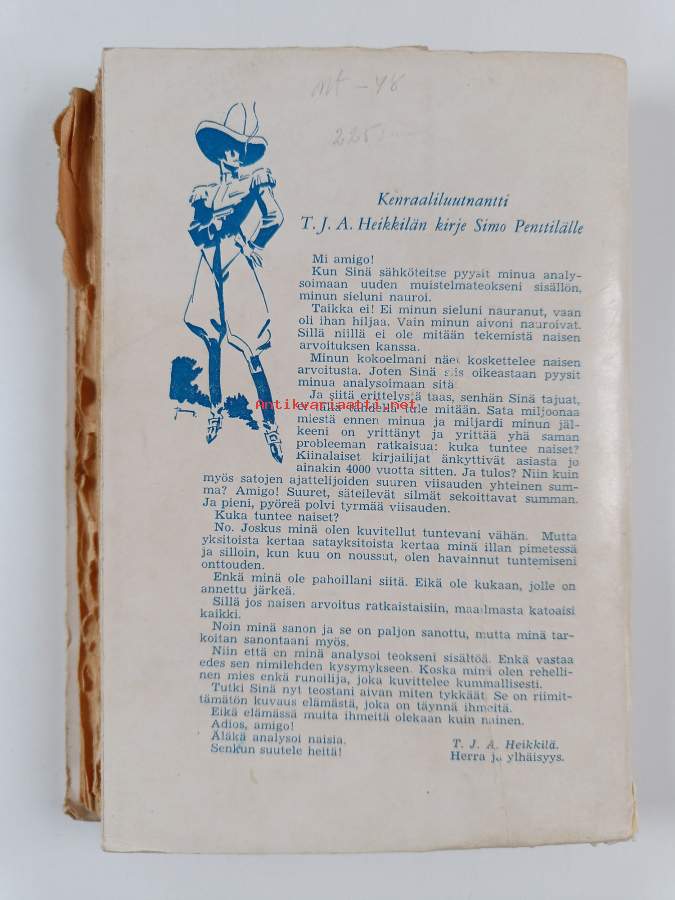 Kenraaliluutnantti
T. J. A. Heikkilän kirje Simo Penttilälle
Mi amigo!
Kun Sinä sähköteitse pyysit minua analy-
soimaan uuden muistelmateokseni sisällön,
minun sieluni nauroi.
Taikka ei! Ei minun sieluni nauranut, vaan
oli ihan hiljaa. Vain minun aivoni nauroivat.
Sillä niillä ei ole mitään tekemistä naisen
arvoituksen kanssa.
Minun kokoelmani näet koskettelee naisen
arvoitusta. Joten Sinä siis oikeastaan pyysit
minua analysoimaan sitä
Ja siitä erittelystä taas, senhän Sinä tajuat,
tule mitään. Sata miljoonaa
Antikvariaatti.net
miestä ennen minua ja miljardi minun jäl-
keeni on yrittänyt ja yrittää yhä saman
probleeman ratkaisua: kuka tuntee naiset?
Kiinalaiset kirjailijat änkyttivät asiasta jo
ainakin 4000 vuotta sitten. Ja tulos? Niin kuin
myös satojen ajattelijoiden suuren viisauden yhteinen sum-
ma? Amigo! Suuret, säteilevät silmät sekoittavat summan.
Ja pieni, pyöreä polvi tyrmää viisauden.
Kuka tuntee naiset?
No. Joskus minä olen kuvitellut tuntevani vähän. Mutta
yksitoista kertaa satayksitoista kertaa minä illan pimetessä
ja silloin, kun kuu on noussut, olen havainnut tuntemiseni
onttouden.
Enkä minä ole pahoillani siitä. Eikä ole kukaan, jolle on
annettu järkeä.
Sillä jos naisen arvoitus ratkaistaisiin, maailmasta katoaisi
kaikki.
Noin minä sanon ja se on paljon sanottu, mutta minä tar-
koitan sanontaani myös.
Niin että en minä analysoi teokseni sisältöä. Enkä vastaa
edes sen nimilehden kysymykseen. Koska minä olen rehelli-
nen mies enkä runoilija, joka kuvittelee kummallisesti.
Tutki Sinä nyt teostani aivan miten tykkäät. Se on riimit-
tämätön kuvaus elämästä, joka on täynnä ihmeitä.
Eikä elämässä muita ihmeitä olekaan kuin nainen.
Adios, amigo!
Äläkä analysoi naisia.
Senkun suutele heitä!
T. J. A. Heikkilä.
Herra ja ylhäisyys.